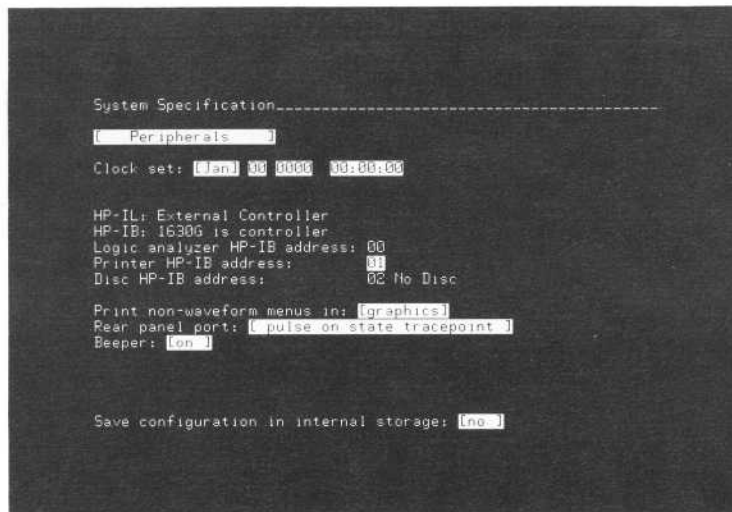 System Specification
[ Peripherals ]
Clock set: [Jan] 00 0000 00:00:00
HP-IL: External Controller
HP-IB: 1630G is controller
Logic analyzer HP-IB address: 00
Printer HP-IB address: 01
Disc HP-IB address: 02 No Disc
Print non-waveform menus in: [graphics]
Rear panel port: [ pulse on state tracepoint ]
Beeper: [on ]
Save configuration in internal storage: [no ]